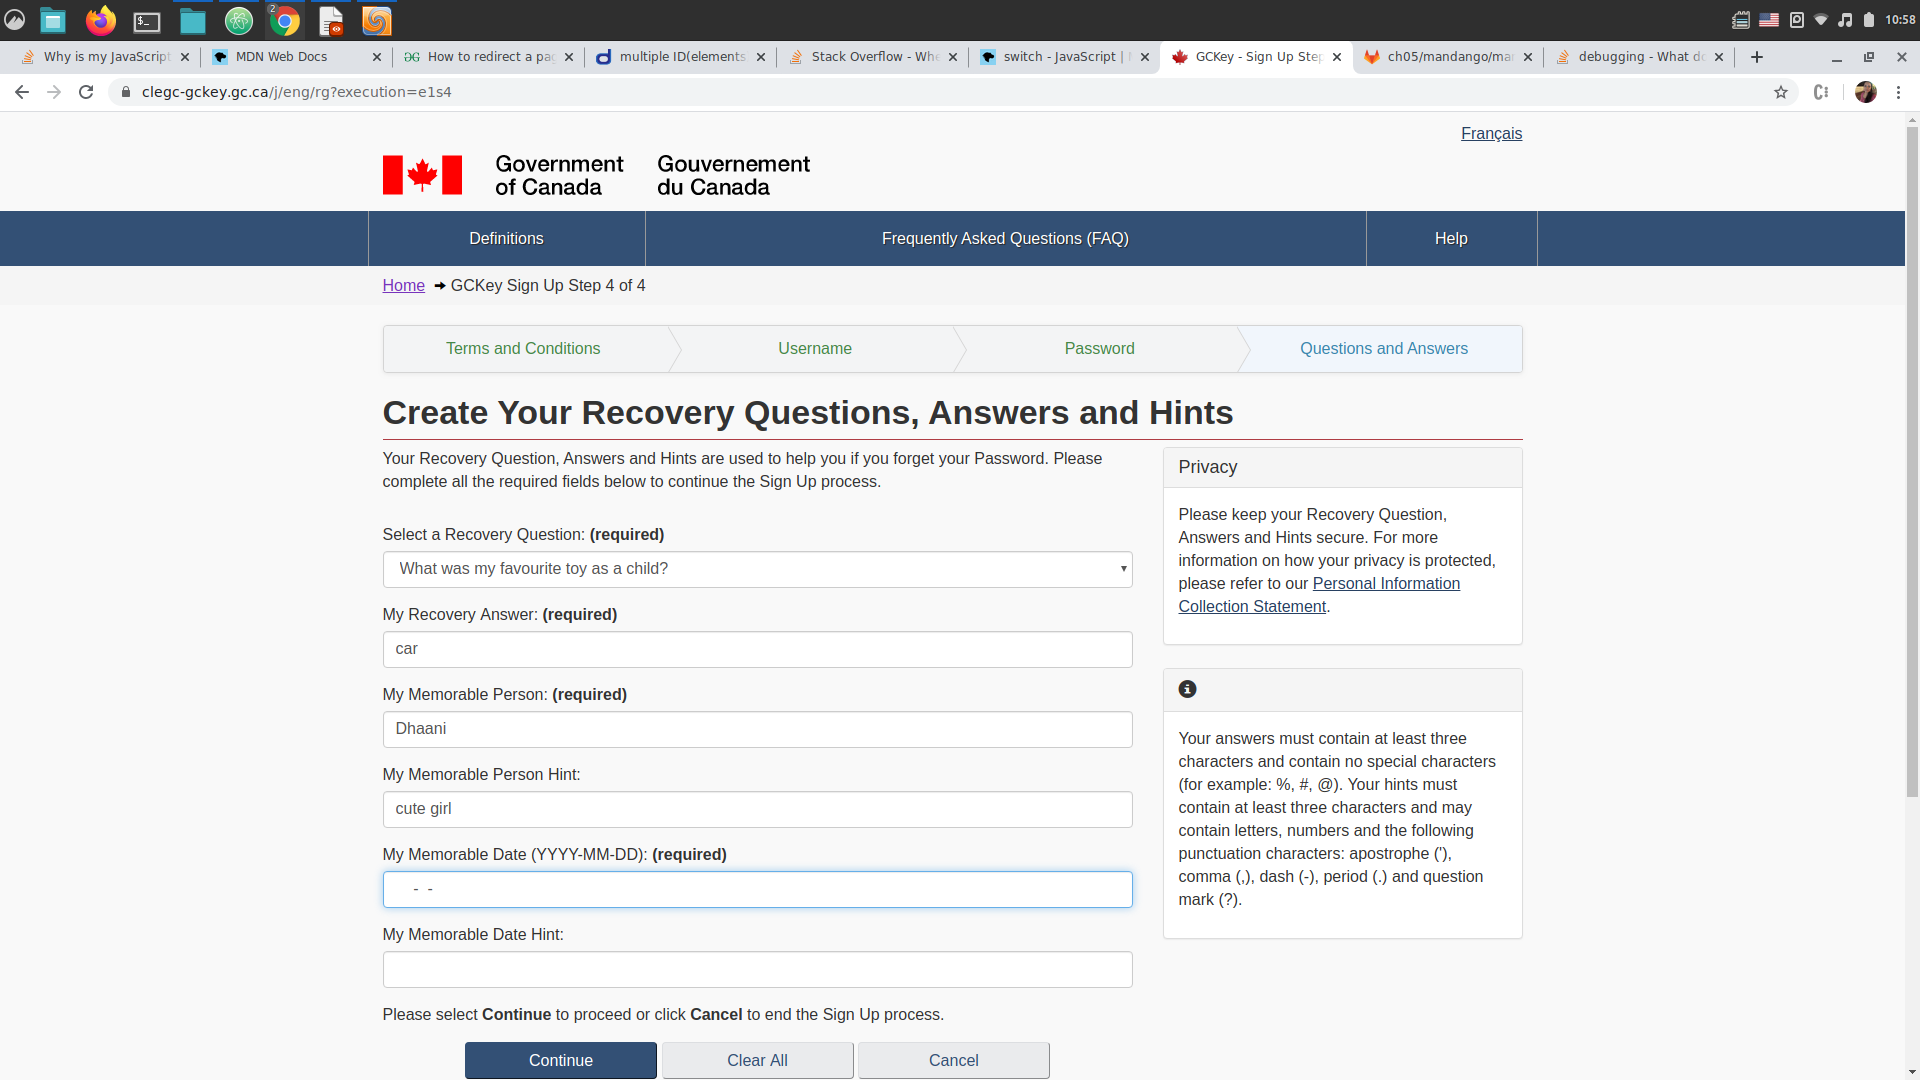 10:58
Why is my JavaScript
MDN Web Docs
How to redirect a pag
multiple ID(elements
Stack Overflow - Whe
switch - JavaScript |
GCKey - Sign Up Step
ch05/mandango/ma
debugging - What do
clegc-gckey.gc.ca/j/eng/rg?execution=e1s4
Français
Government of Canada
Gouvernement du Canada
Definitions
Frequently Asked Questions (FAQ)
Help
Home ➞ GCKey Sign Up Step 4 of 4
Terms and Conditions
Username
Password
Questions and Answers
Create Your Recovery Questions, Answers and Hints
Your Recovery Question, Answers and Hints are used to help you if you forget your Password. Please
complete all the required fields below to continue the Sign Up process.
Select a Recovery Question: (required)
What was my favourite toy as a child?
My Recovery Answer: (required)
car
My Memorable Person: (required)
Dhaani
My Memorable Person Hint:
cute girl
My Memorable Date (YYYY-MM-DD): (required)
- -
My Memorable Date Hint:
Please select Continue to proceed or click Cancel to end the Sign Up process.
Continue
Clear All
Cancel
Privacy
Please keep your Recovery Question,
Answers and Hints secure. For more
information on how your privacy is protected,
please refer to our Personal Information
Collection Statement.
Your answers must contain at least three
characters and contain no special characters
(for example: %, #, @). Your hints must
contain at least three characters and may
contain letters, numbers and the following
punctuation characters: apostrophe ('),
comma (,), dash (-), period (.) and question
mark (?).